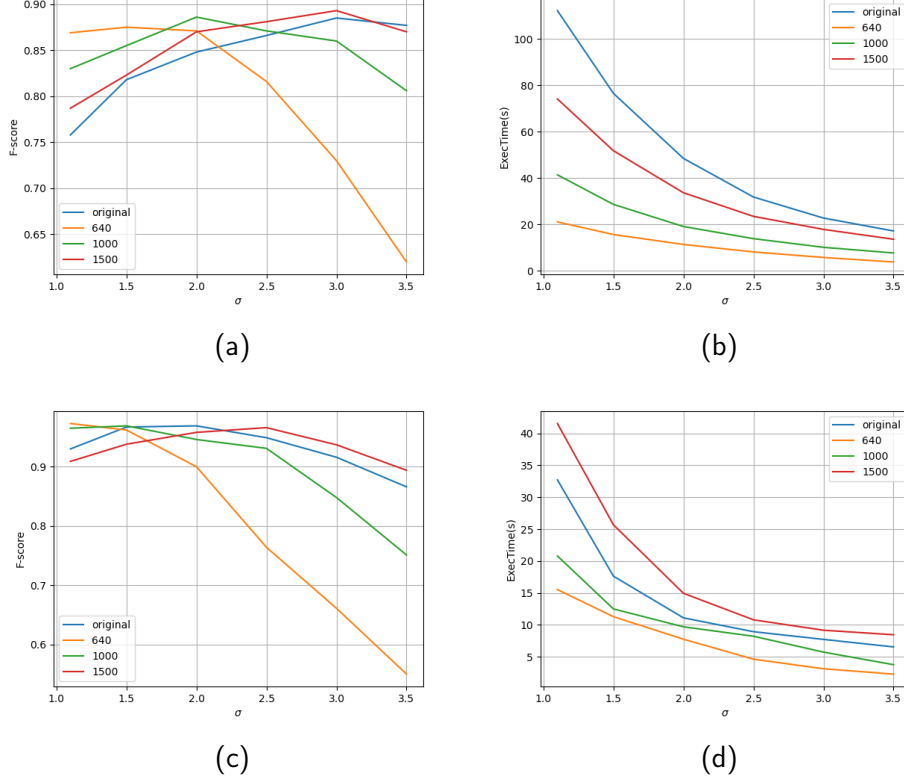 0.90
0.85
0.80
0.75
0.70
0.65
F-score
original
640
1000
1500
1.0 1.5 2.0 2.5 3.0 3.5
σ
(a)
100
80
60
40
20
0
ExecTime(s)
original
640
1000
1500
1.0 1.5 2.0 2.5 3.0 3.5
σ
(b)
0.9
0.8
0.7
0.6
F-score
original
640
1000
1500
1.0 1.5 2.0 2.5 3.0 3.5
σ
(c)
40
35
30
25
20
15
10
5
ExecTime(s)
original
640
1000
1500
1.0 1.5 2.0 2.5 3.0 3.5
σ
(d)